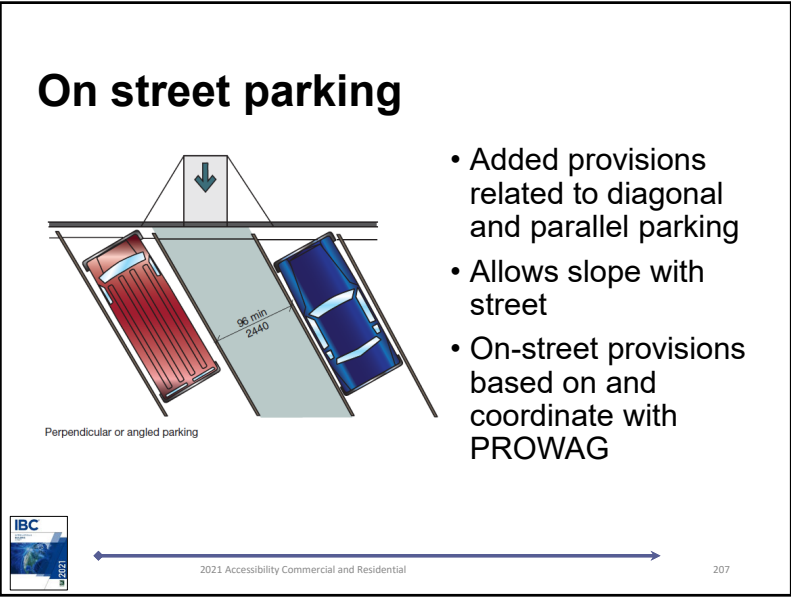 On street parking
96 min
2440
Perpendicular or angled parking
• Added provisions
related to diagonal
and parallel parking
• Allows slope with
street
• On-street provisions
based on and
coordinate with
PROWAG
IBC
2021
2021 Accessibility Commercial and Residential
207